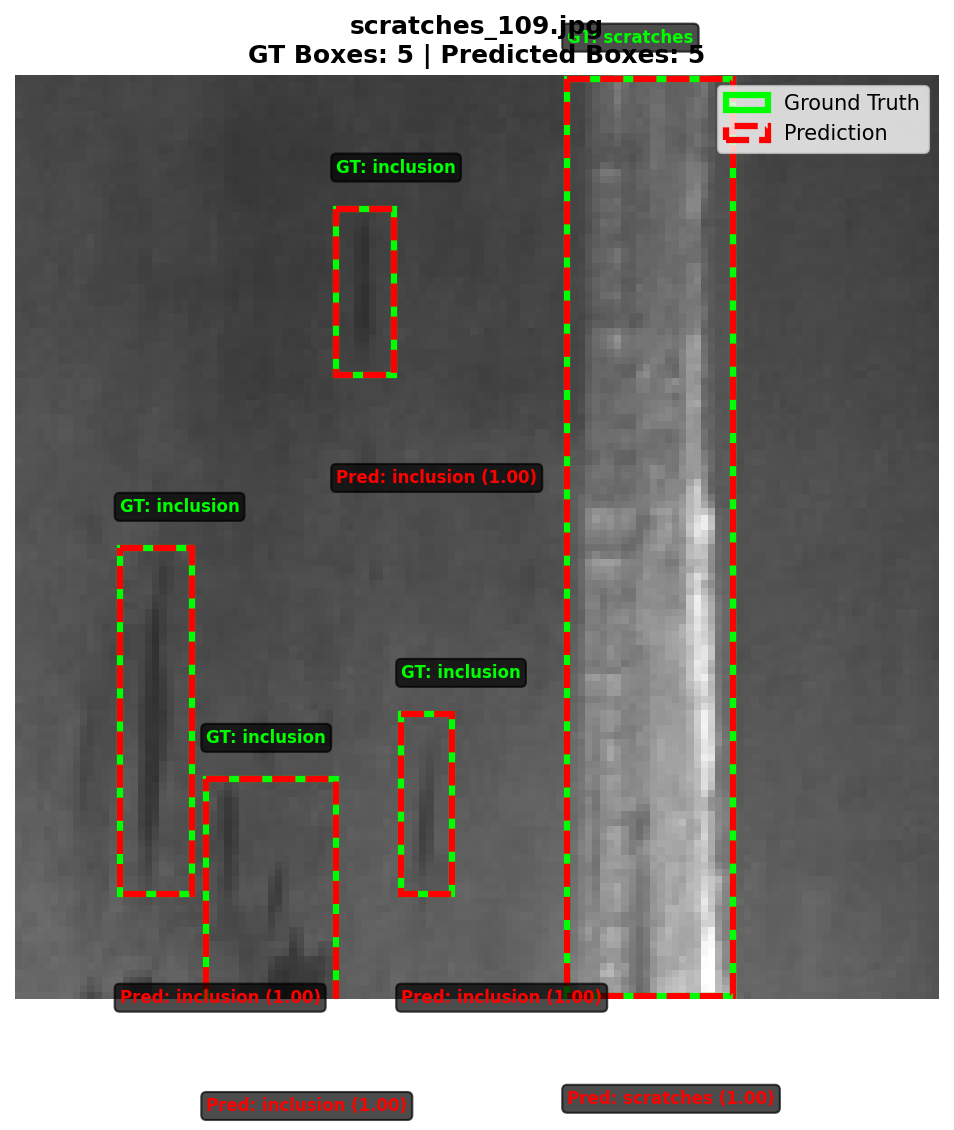 scratches_109.jpg
GT Boxes: 5 | Predicted Boxes: 5
GT: scratches
Ground Truth
Prediction
GT: inclusion
Pred: inclusion (1.00)
GT: inclusion
GT: inclusion
GT: inclusion
Pred: inclusion (1.00)
Pred: inclusion (1.00)
Pred: inclusion (1.00)
Pred: scratches (1.00)